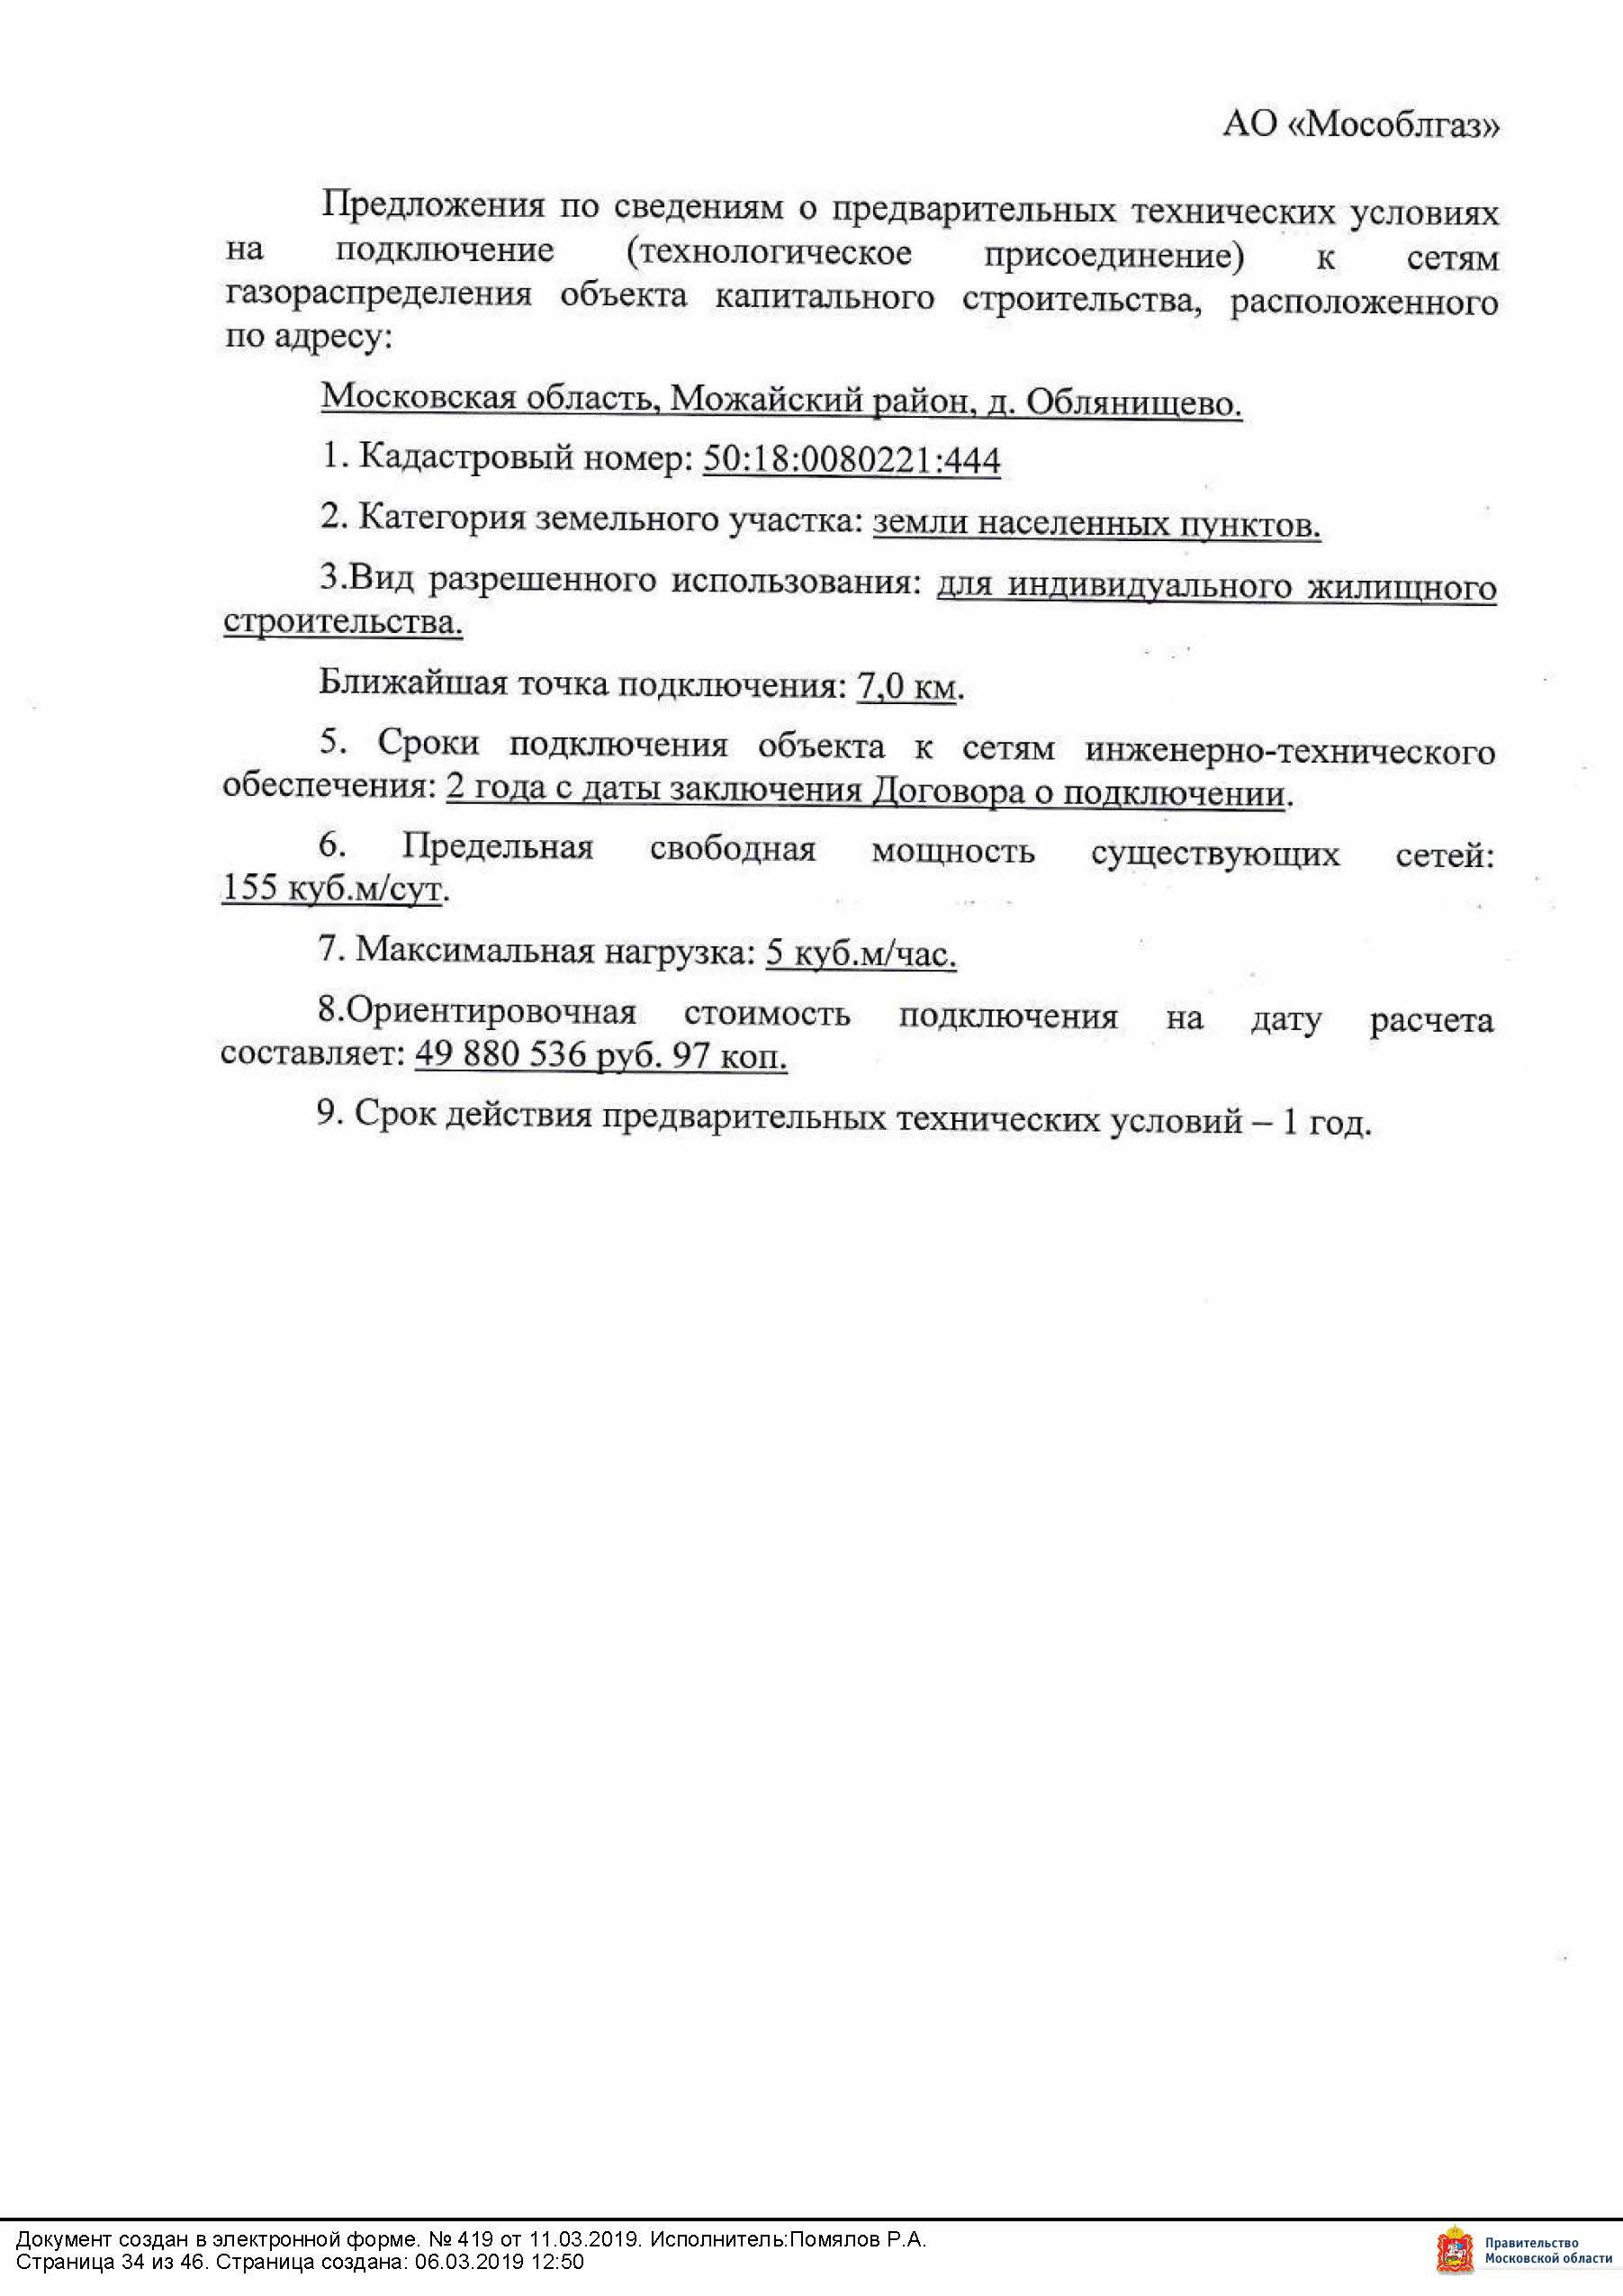 АО «Мособлгаз»
Предложения по сведениям о предварительных технических условиях
на подключение (технологическое присоединение) к сетям
газораспределения объекта капитального строительства, расположенного
по адресу:
Московская область, Можайский район, д. Облянищево.
1. Кадастровый номер: 50:18:0080221:444
2. Категория земельного участка: земли населенных пунктов.
3.Вид разрешенного использования: для индивидуального жилищного
строительства.
Ближайшая точка подключения: 7,0 км.
5. Сроки подключения объекта к сетям инженерно-технического
обеспечения: 2 года с даты заключения Договора о подключении.
6. Предельная свободная мощность существующих сетей:
155 куб.м/сут.
7. Максимальная нагрузка: 5 куб.м/час.
8.Ориентировочная стоимость подключения на дату расчета
составляет: 49 880 536 руб. 97 коп.
9. Срок действия предварительных технических условий – 1 год.
Документ создан в электронной форме. № 419 от 11.03.2019. Исполнитель:Помялов Р.А.
Страница 34 из 46. Страница создана: 06.03.2019 12:50
Правительство
Московской области